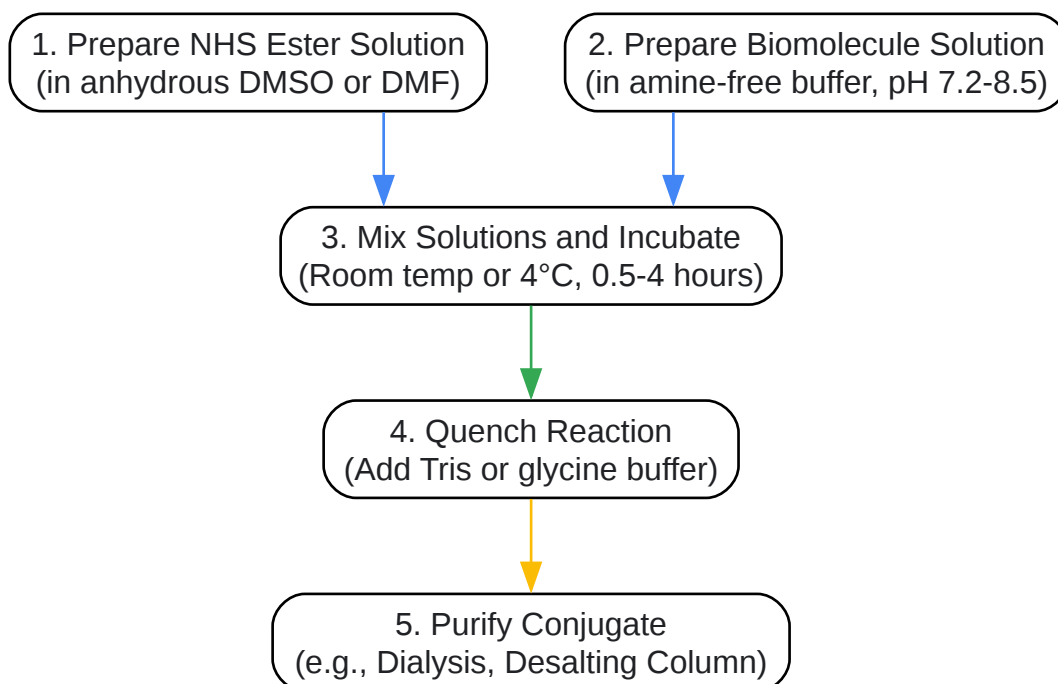 1. Prepare NHS Ester Solution
(in anhydrous DMSO or DMF)
2. Prepare Biomolecule Solution
(in amine-free buffer, pH 7.2-8.5)
3. Mix Solutions and Incubate
(Room temp or 4°C, 0.5-4 hours)
4. Quench Reaction
(Add Tris or glycine buffer)
5. Purify Conjugate
(e.g., Dialysis, Desalting Column)